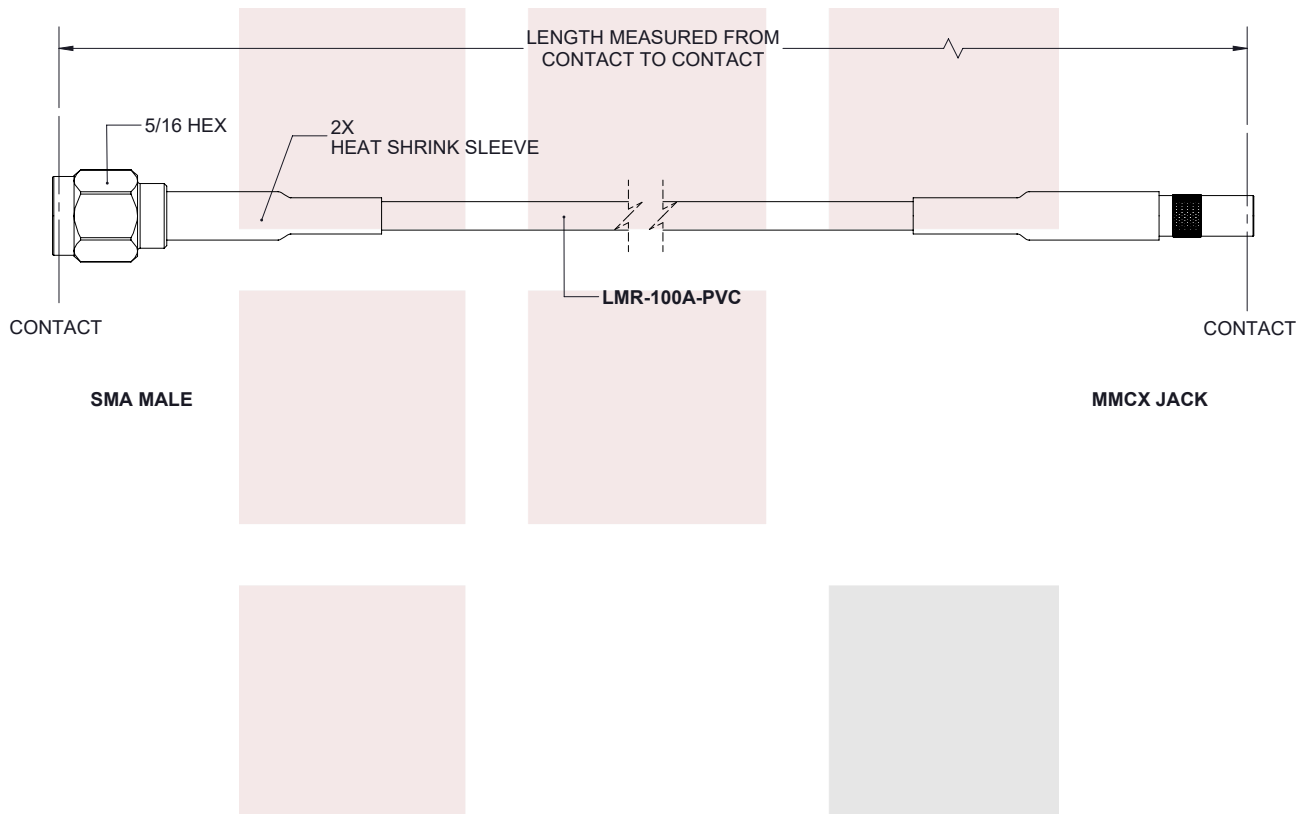 LENGTH MEASURED FROM
CONTACT TO CONTACT
5/16 HEX
2X
HEAT SHRINK SLEEVE
LMR-100A-PVC
CONTACT
CONTACT
SMA MALE
MMCX JACK